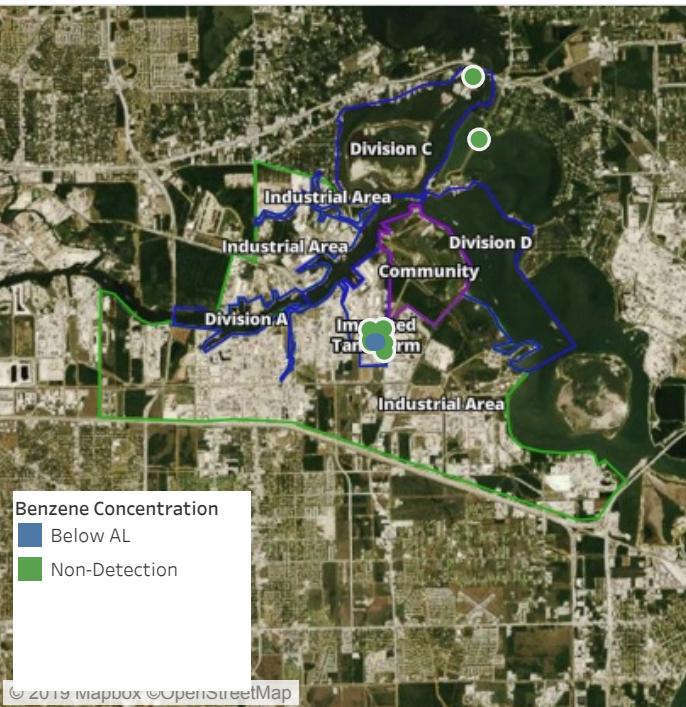 Division C
Industrial Area
Division D
Industrial Area
Community
Division A
Industrial Area
Benzene Concentration
Below AL
Non-Detection
© 2019 Mapbox ©OpenStreetMap